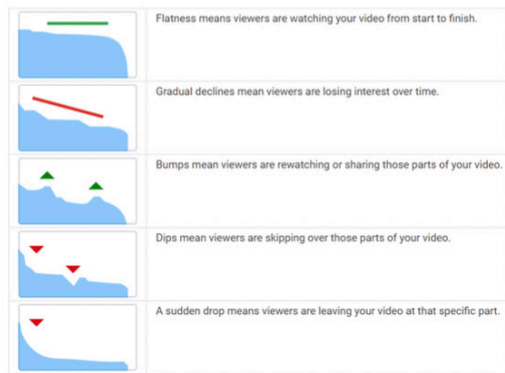 Flatness means viewers are watching your video from start to finish.
Gradual declines mean viewers are losing interest over time.
Bumps mean viewers are rewatching or sharing those parts of your video.
Dips mean viewers are skipping over those parts of your video.
A sudden drop means viewers are leaving your video at that specific part.